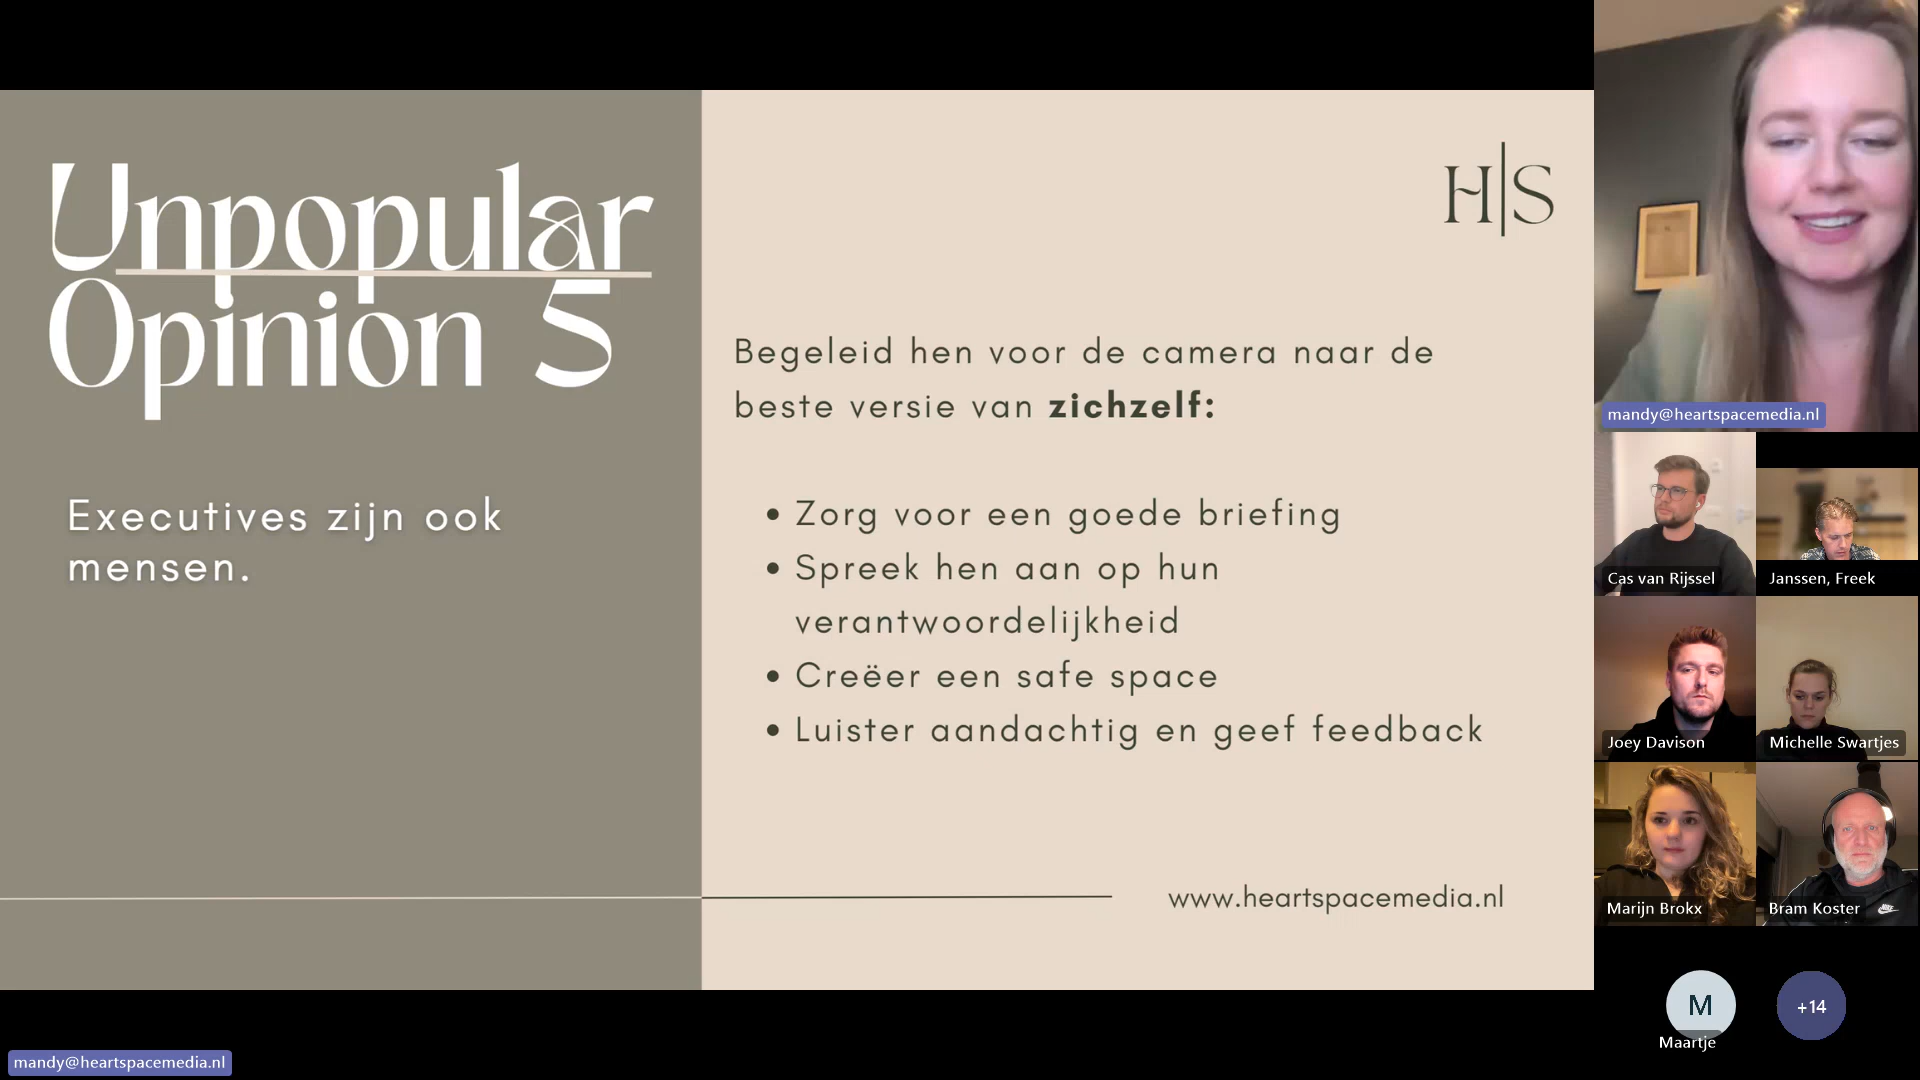 Unpopular
Opinion 5
Executives zijn ook
mensen.
H|S
Begeleid hen voor de camera naar de
beste versie van zichzelf:
• Zorg voor een goede briefing
• Spreek hen aan op hun
verantwoordelijkheid
• Creëer een safe space
• Luister aandachtig en geef feedback
www.heartspacemedia.nl
mandy@heartspacemedia.nl
Cas van Rijssel
Janssen, Freek
Joey Davison
Michelle Swartjes
Marijn Brokx
Bram Koster
M
Maartje
+14
mandy@heartspacemedia.nl